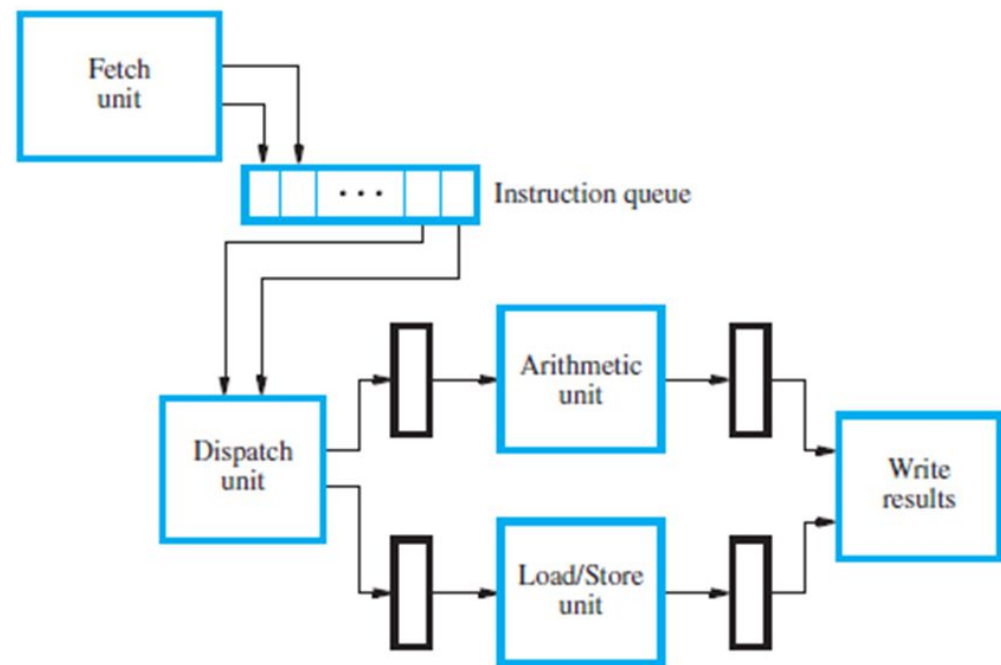 Fetch
unit
. . .
Instruction queue
Dispatch
unit
Arithmetic
unit
Load/Store
unit
Write
results